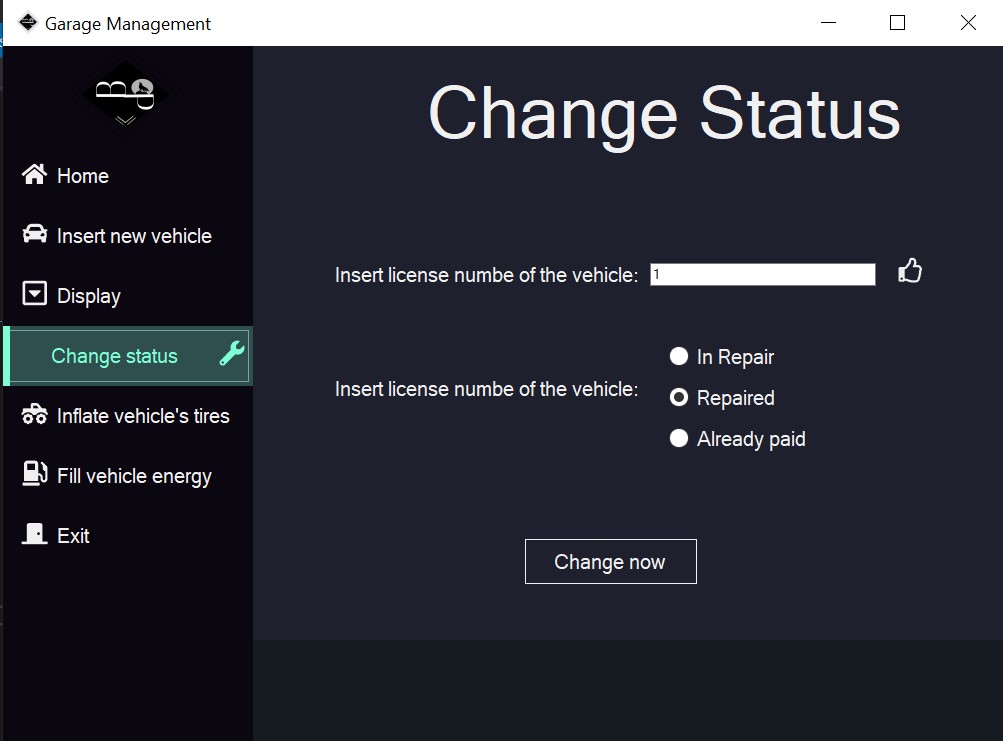 Garage Management
Home
Insert new vehicle
Display
Change status
Inflate vehicle's tires
Fill vehicle energy
Exit
Change Status
Insert license numbe of the vehicle:
1
Insert license numbe of the vehicle:
In Repair
Repaired
Already paid
Change now